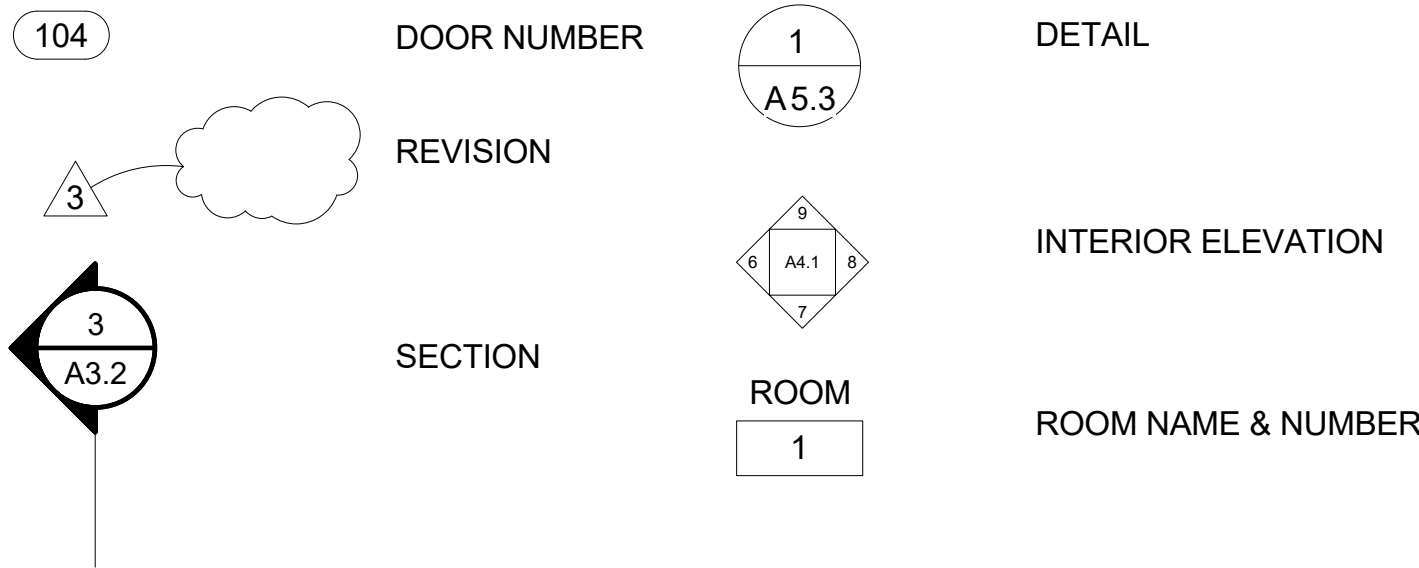 104
DOOR NUMBER
3
REVISION
3
A3.2
SECTION
1
A 5.3
DETAIL
9
6 A4.1 8
7
INTERIOR ELEVATION
ROOM
1
ROOM NAME & NUMBER